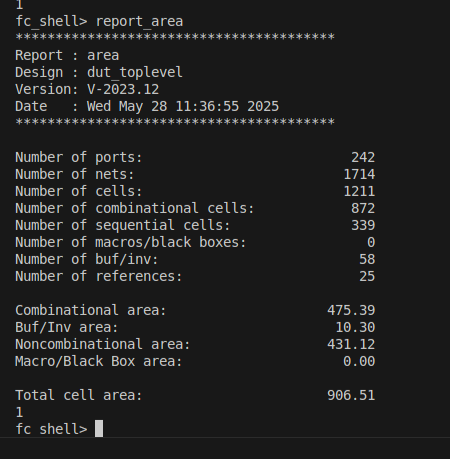 1
fc_shell> report_area
****************************************
Report : area
Design : dut_toplevel
Version: V-2023.12
Date   : Wed May 28 11:36:55 2025
****************************************
Number of ports:                          242
Number of nets:                          1714
Number of cells:                         1211
Number of combinational cells:            872
Number of sequential cells:               339
Number of macros/black boxes:               0
Number of buf/inv:                         58
Number of references:                      25
Combinational area:                    475.39
Buf/Inv area:                           10.30
Noncombinational area:                 431.12
Macro/Black Box area:                    0.00
Total cell area:                       906.51
1
fc_shell>